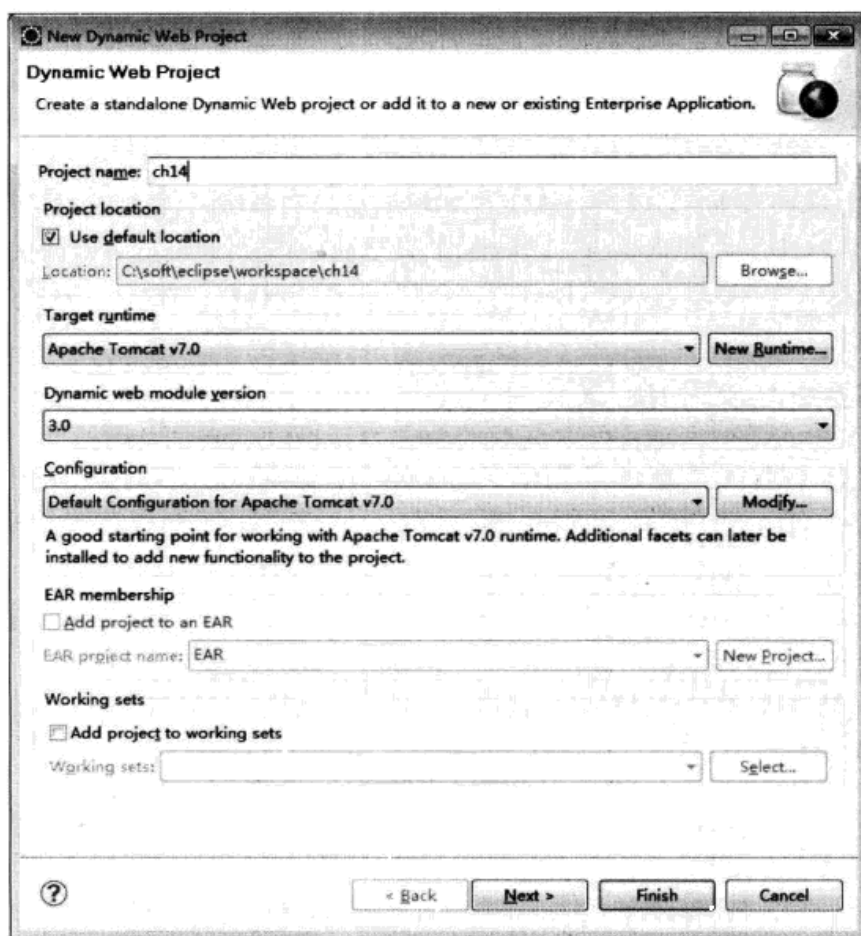 New Dynamic Web Project
Dynamic Web Project
Create a standalone Dynamic Web project or add it to a new or existing Enterprise Application.
Project name: ch14
Project location
Use default location
Location: C:\soft\eclipse\workspace\ch14 Browse...
Target runtime
Apache Tomcat v7.0 New Runtime...
Dynamic web module version
3.0
Configuration
Default Configuration for Apache Tomcat v7.0 Modify...
A good starting point for working with Apache Tomcat v7.0 runtime. Additional facets can later be
installed to add new functionality to the project.
EAR membership
Add project to an EAR
EAR project name: EAR New Project...
Working sets
Add project to working sets
Working sets: Select...
? < Back Next > Finish Cancel